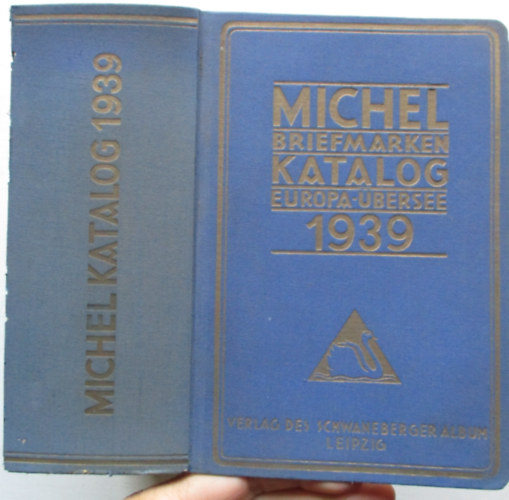 MICHEL KATALOG 1939
MICHEL
BRIEFMARKEN
KATALOG
EUROPA-ÜBERSEE
1939
VERLAG DES SCHWANEBERGER ALBUM
LEIPZIG